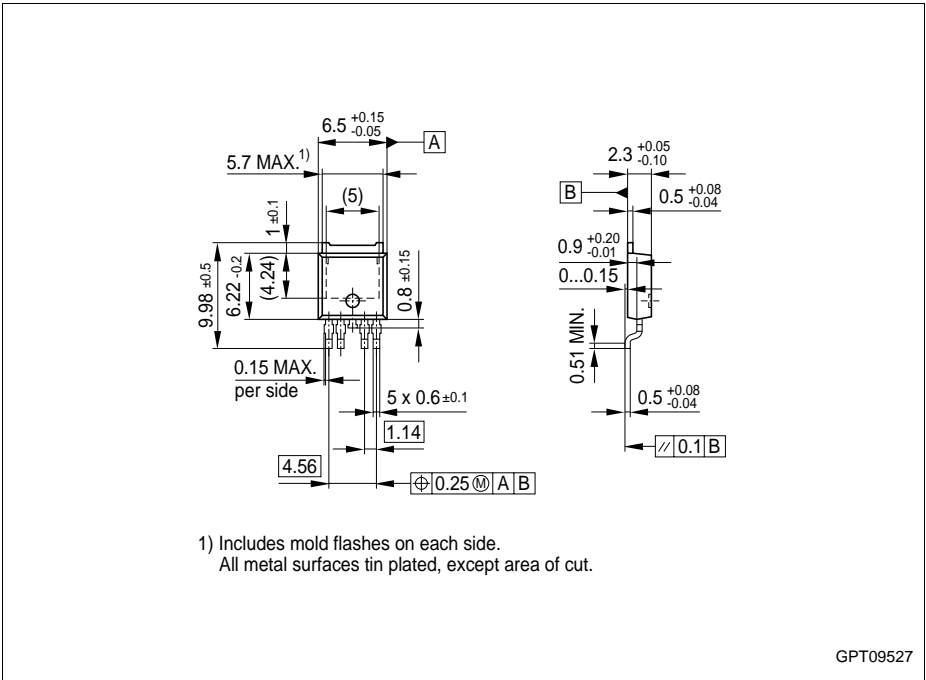 6.5 +0.15 -0.05
A
5.7 MAX. 1)
(5)
1 ±0.1
9.98 ±0.5
6.22 -0.2
(4.24)
0.8 ±0.15
0.15 MAX.
per side
5 x 0.6 ±0.1
1.14
4.56
⌖ 0.25 Ⓜ A B
2.3 +0.05 -0.10
B
0.5 +0.08 -0.04
0.9 +0.20 -0.01
0...0.15
0.51 MIN.
0.5 +0.08 -0.04
// 0.1 B
1) Includes mold flashes on each side.
All metal surfaces tin plated, except area of cut.
GPT09527